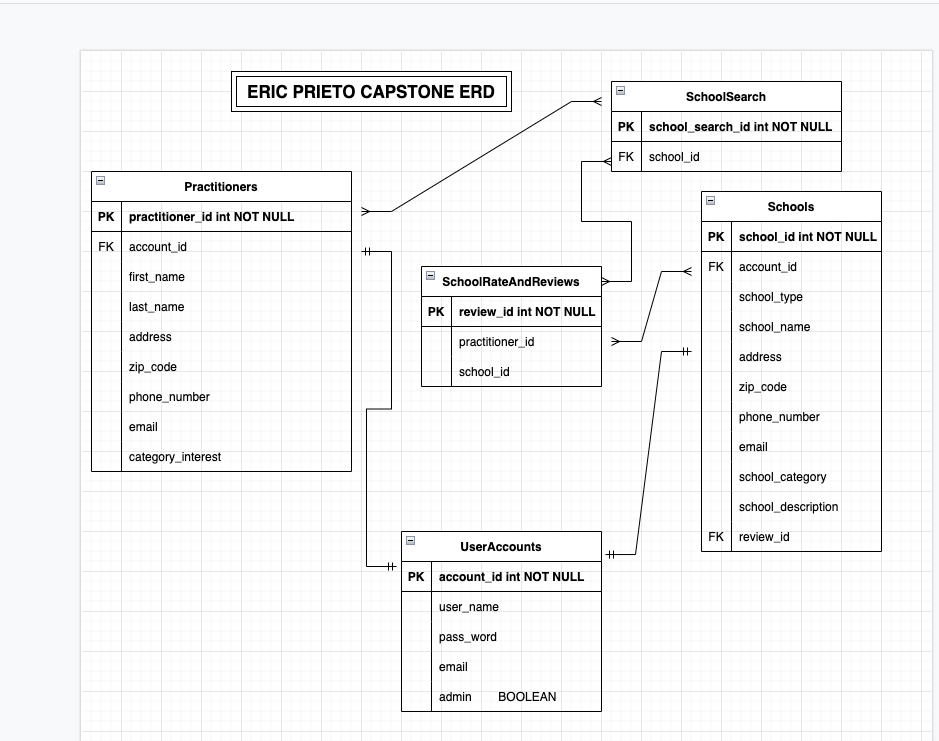 ERIC PRIETO CAPSTONE ERD
SchoolSearch
PK school_search_id int NOT NULL
FK school_id
Practitioners
PK practitioner_id int NOT NULL
FK account_id
first_name
last_name
address
zip_code
phone_number
email
category_interest
SchoolRateAndReviews
PK review_id int NOT NULL
practitioner_id
school_id
Schools
PK school_id int NOT NULL
FK account_id
school_type
school_name
address
zip_code
phone_number
email
school_category
school_description
FK review_id
UserAccounts
PK account_id int NOT NULL
user_name
pass_word
email
admin BOOLEAN